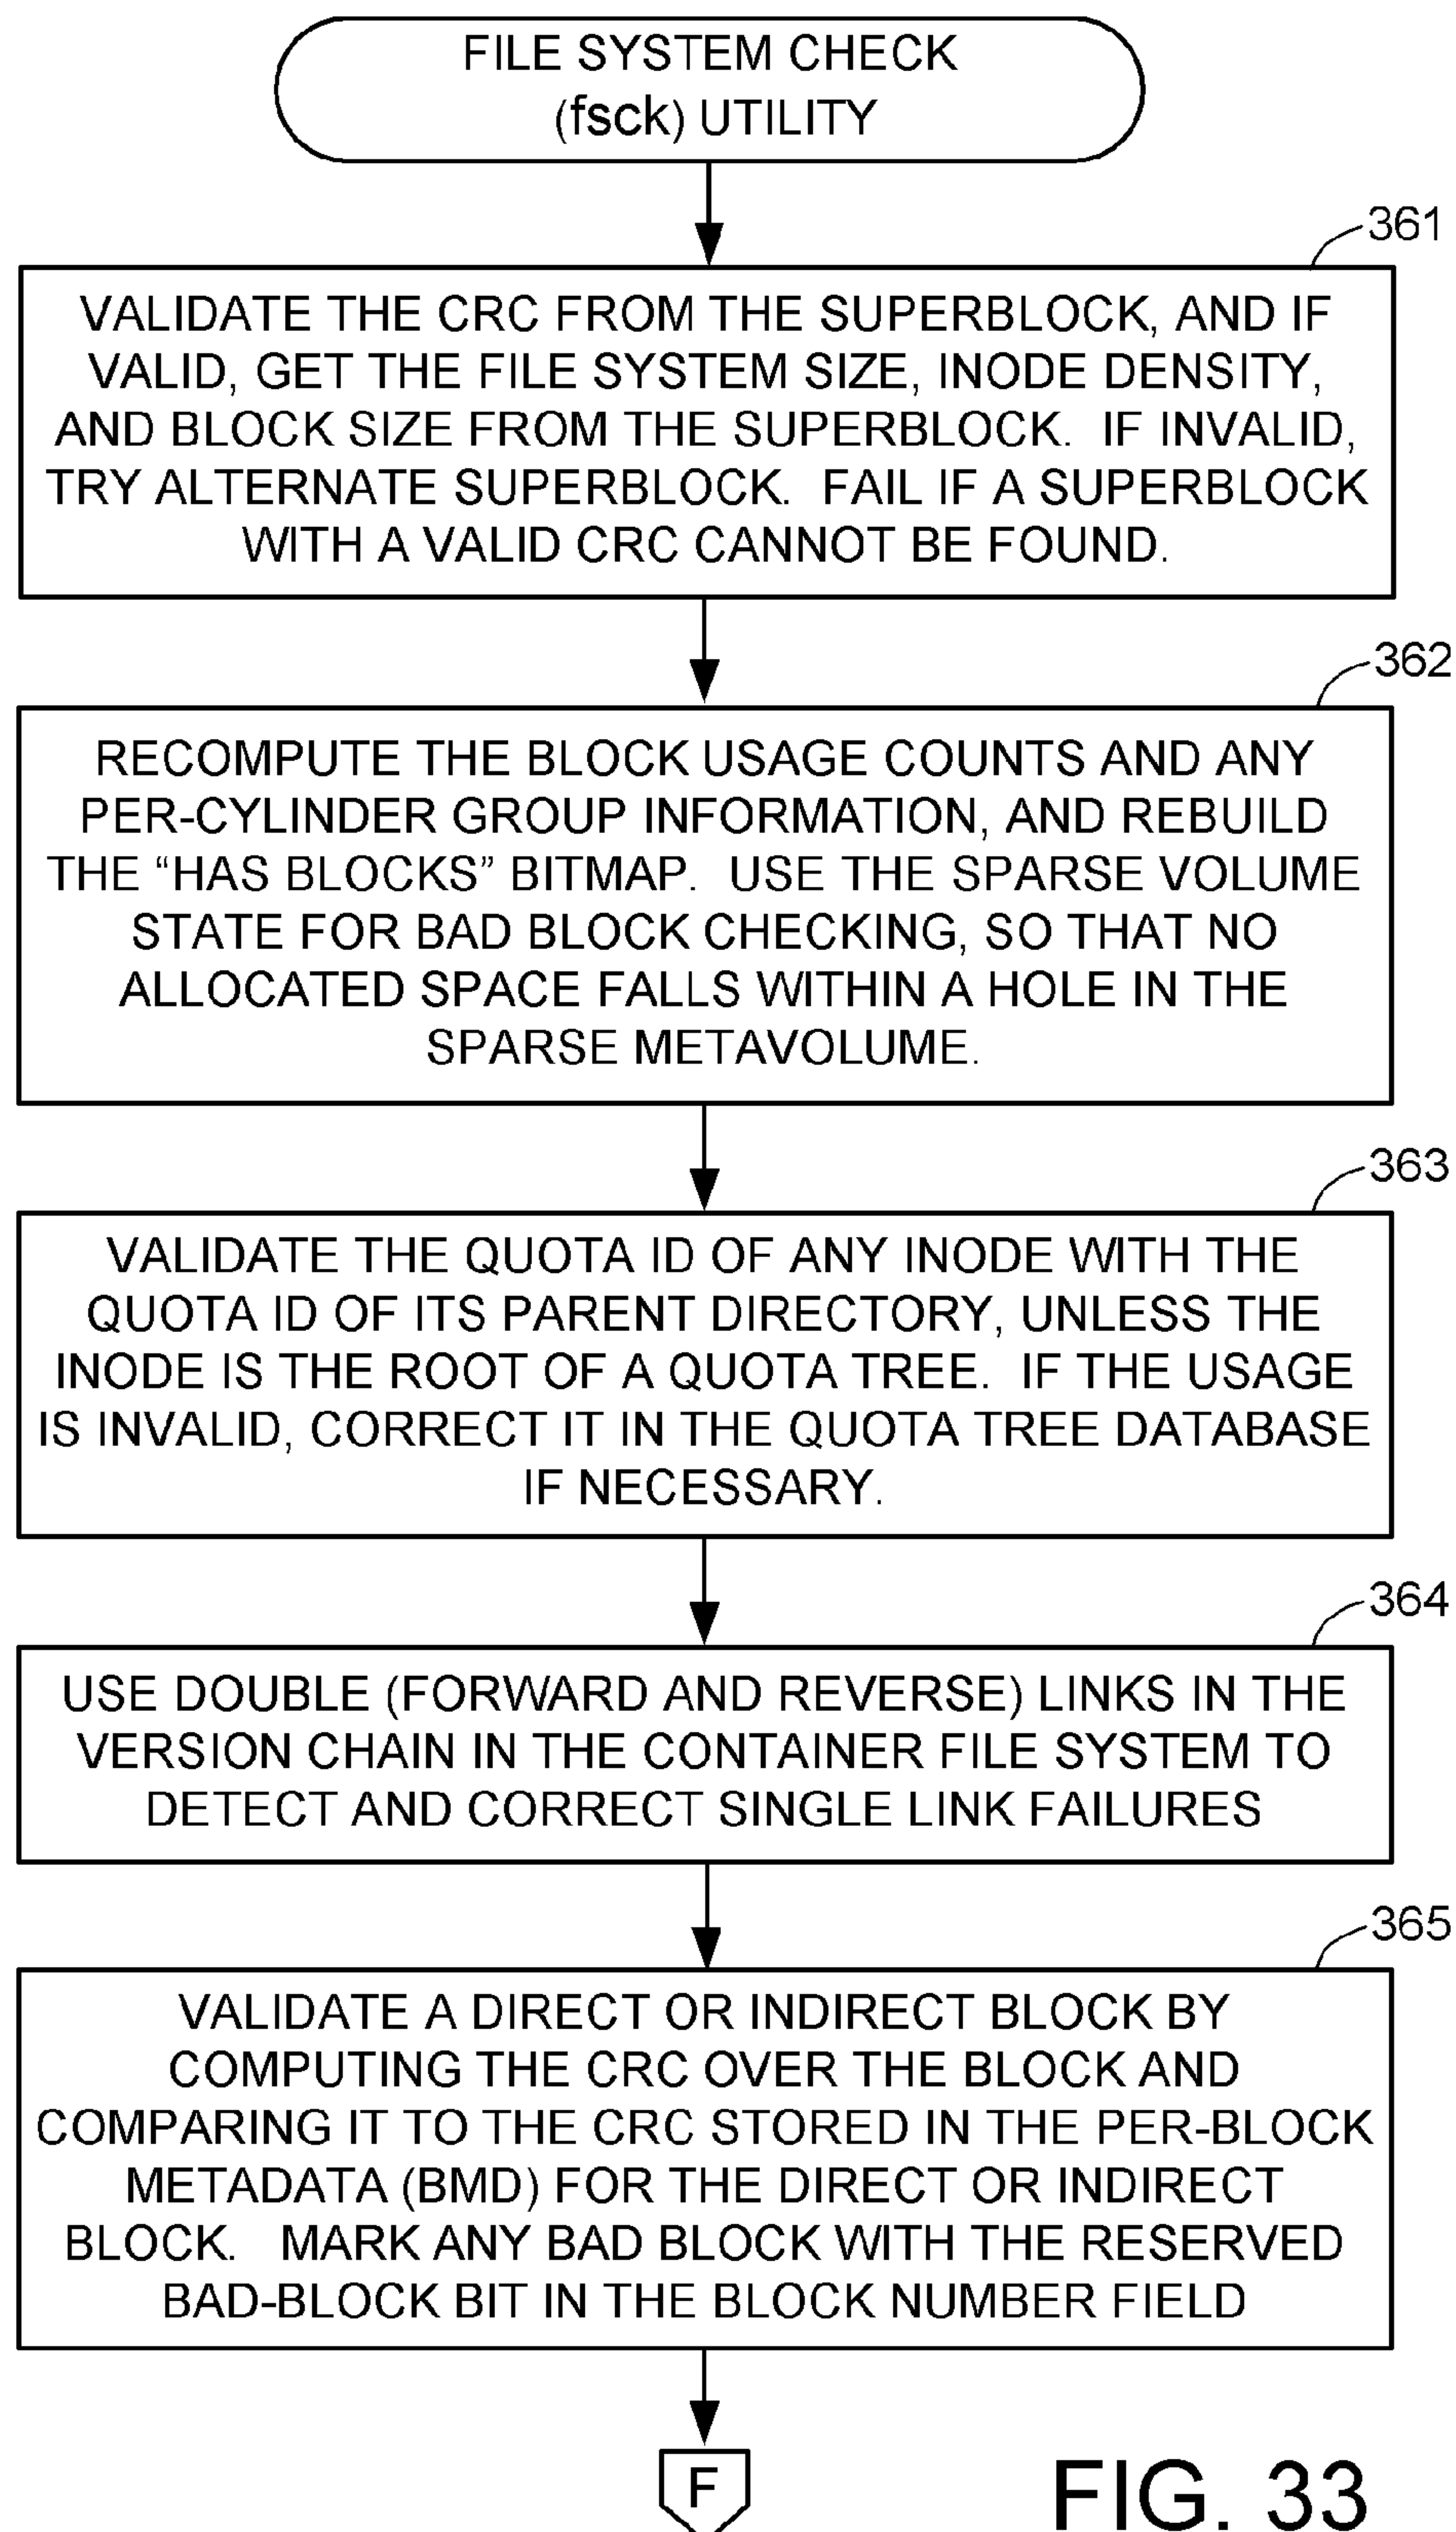 FILE SYSTEM CHECK
(fsck) UTILITY
361
VALIDATE THE CRC FROM THE SUPERBLOCK, AND IF
VALID, GET THE FILE SYSTEM SIZE, INODE DENSITY,
AND BLOCK SIZE FROM THE SUPERBLOCK.  IF INVALID,
TRY ALTERNATE SUPERBLOCK.  FAIL IF A SUPERBLOCK
WITH A VALID CRC CANNOT BE FOUND.
362
RECOMPUTE THE BLOCK USAGE COUNTS AND ANY
PER-CYLINDER GROUP INFORMATION, AND REBUILD
THE “HAS BLOCKS” BITMAP.  USE THE SPARSE VOLUME
STATE FOR BAD BLOCK CHECKING, SO THAT NO
ALLOCATED SPACE FALLS WITHIN A HOLE IN THE
SPARSE METAVOLUME.
363
VALIDATE THE QUOTA ID OF ANY INODE WITH THE
QUOTA ID OF ITS PARENT DIRECTORY, UNLESS THE
INODE IS THE ROOT OF A QUOTA TREE.  IF THE USAGE
IS INVALID, CORRECT IT IN THE QUOTA TREE DATABASE
IF NECESSARY.
364
USE DOUBLE (FORWARD AND REVERSE) LINKS IN THE
VERSION CHAIN IN THE CONTAINER FILE SYSTEM TO
DETECT AND CORRECT SINGLE LINK FAILURES
365
VALIDATE A DIRECT OR INDIRECT BLOCK BY
COMPUTING THE CRC OVER THE BLOCK AND
COMPARING IT TO THE CRC STORED IN THE PER-BLOCK
METADATA (BMD) FOR THE DIRECT OR INDIRECT
BLOCK.   MARK ANY BAD BLOCK WITH THE RESERVED
BAD-BLOCK BIT IN THE BLOCK NUMBER FIELD
F
FIG. 33